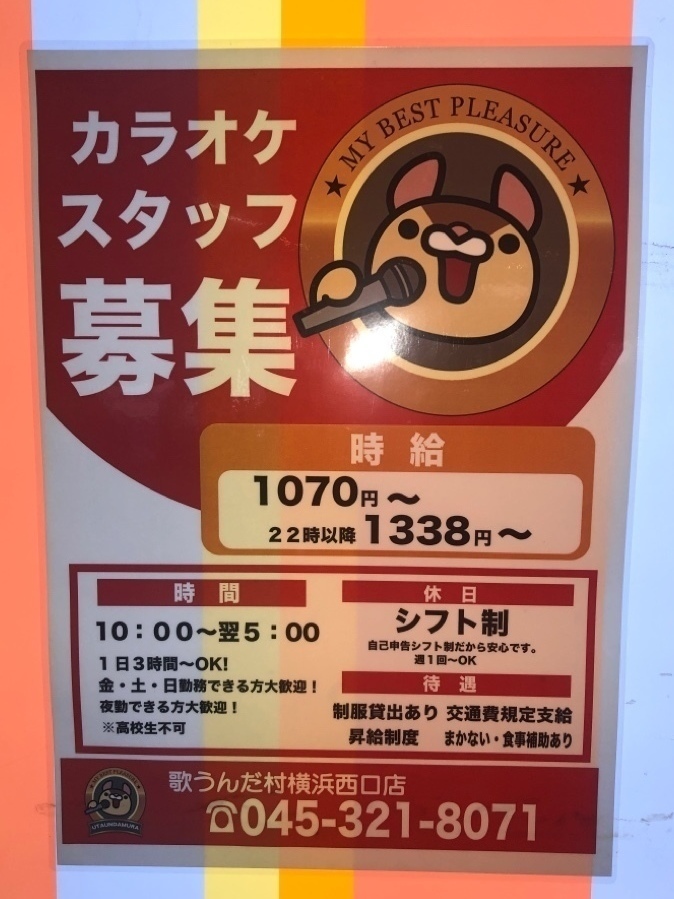 カラオケ
スタッフ
募集
★ MY BEST PLEASURE ★
時給
1070円～
22時以降 1338円～
時間
10：00～翌5：00
1日3時間～OK!
金・土・日勤務できる方大歓迎！
夜勤できる方大歓迎！
※高校生不可
休日
シフト制
自己申告シフト制だから安心です。
週1回～OK
待遇
制服貸出あり 交通費規定支給
昇給制度 まかない・食事補助あり
MY BEST PLEASURE
UTAUNDAMURA
歌うんだ村横浜西口店
☎045-321-8071